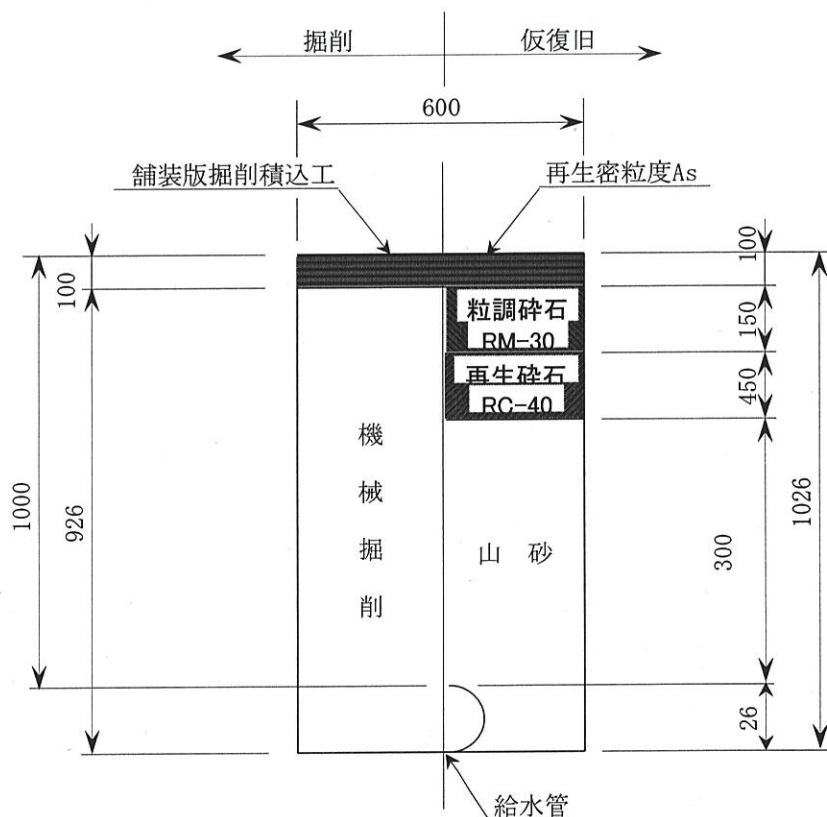 掘削
仮復旧
600
舗装版掘削積込工
再生密粒度As
100
100
粒調砕石
RM-30
150
再生砕石
RC-40
450
機械掘削
山砂
1000
926
300
1026
26
給水管